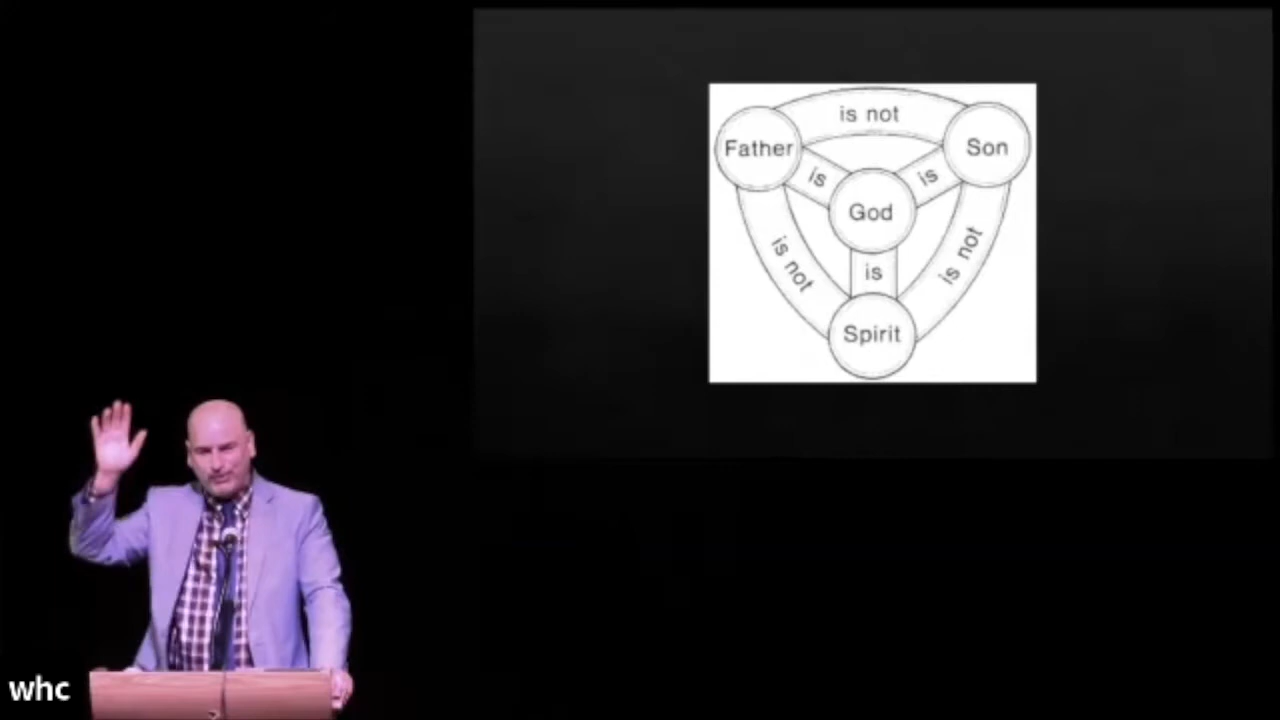 is not
Father
Son
is
is
God
is not
is not
is
Spirit
whc